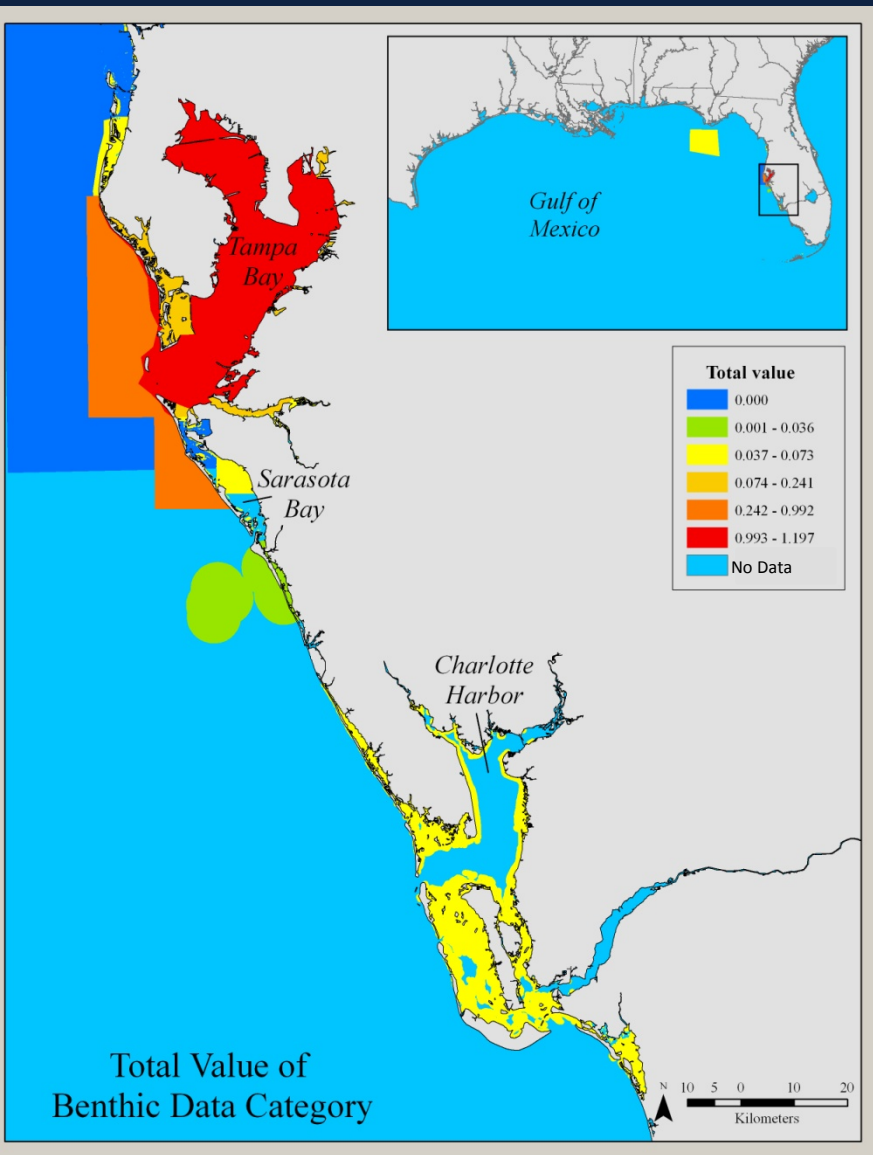 Gulf of
Mexico
Tampa
Bay
Total value
0.000
0.001 - 0.036
0.037 - 0.073
0.074 - 0.241
0.242 - 0.992
0.993 - 1.197
No Data
Sarasota
Bay
Charlotte
Harbor
Total Value of
Benthic Data Category
N
10 5 0 10 20
Kilometers